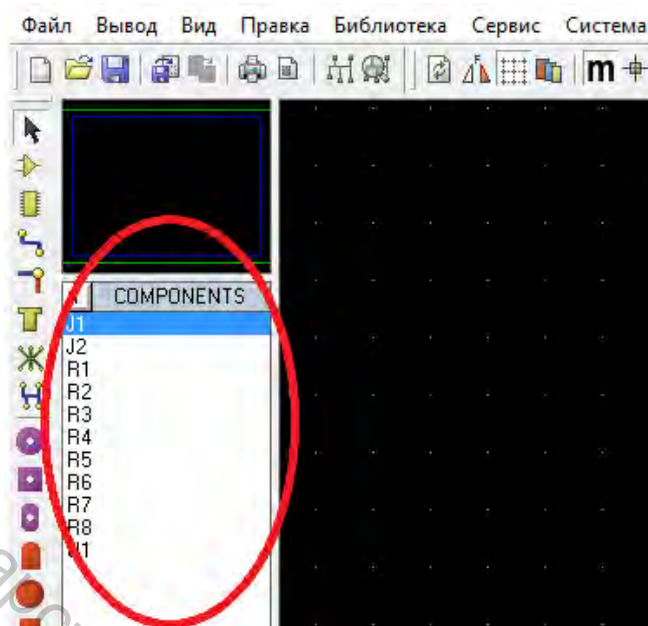 Файл Вывод Вид Правка Библиотека Сервис Система
m
COMPONENTS
J1
J2
R1
R2
R3
R4
R5
R6
R7
R8